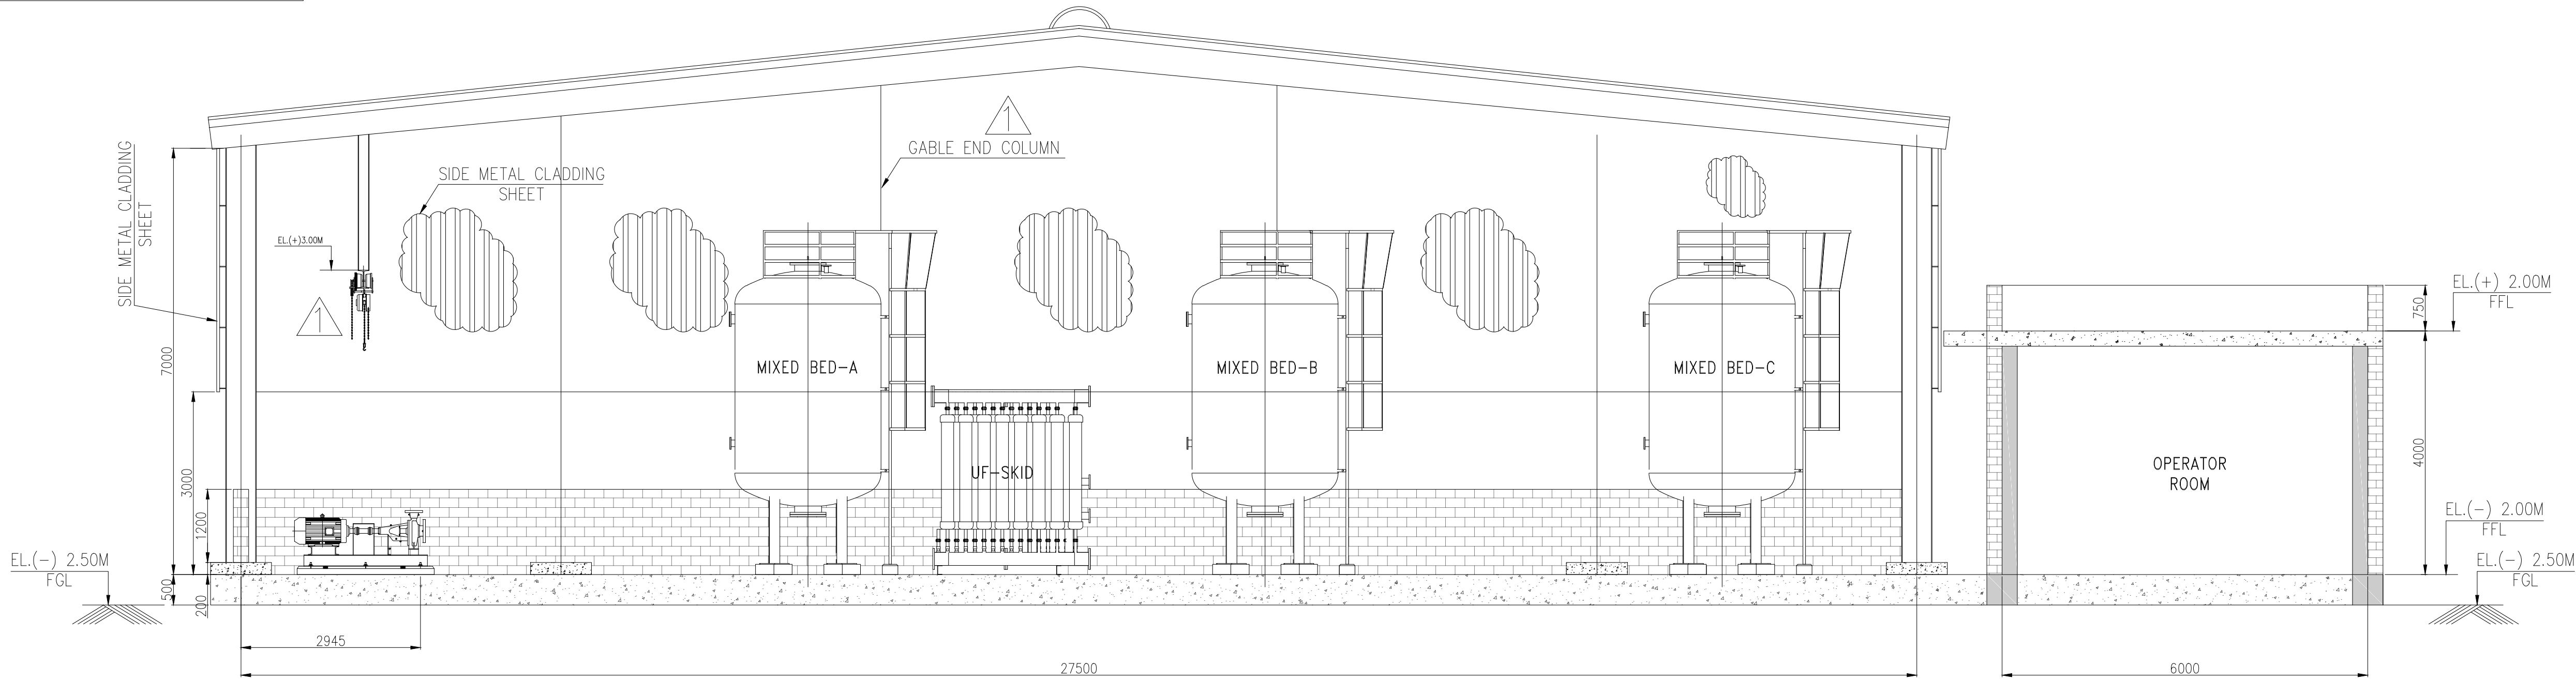 1
GABLE END COLUMN
SIDE METAL CLADDING
SHEET
SIDE METAL CLADDING
SHEET
EL.(+)3.00M
1
7000
3000
1200
500
200
EL.(-) 2.50M
FGL
MIXED BED-A
UF-SKID
MIXED BED-B
MIXED BED-C
OPERATOR
ROOM
750
EL.(+) 2.00M
FFL
4000
EL.(-) 2.00M
FFL
EL.(-) 2.50M
FGL
2945
27500
6000